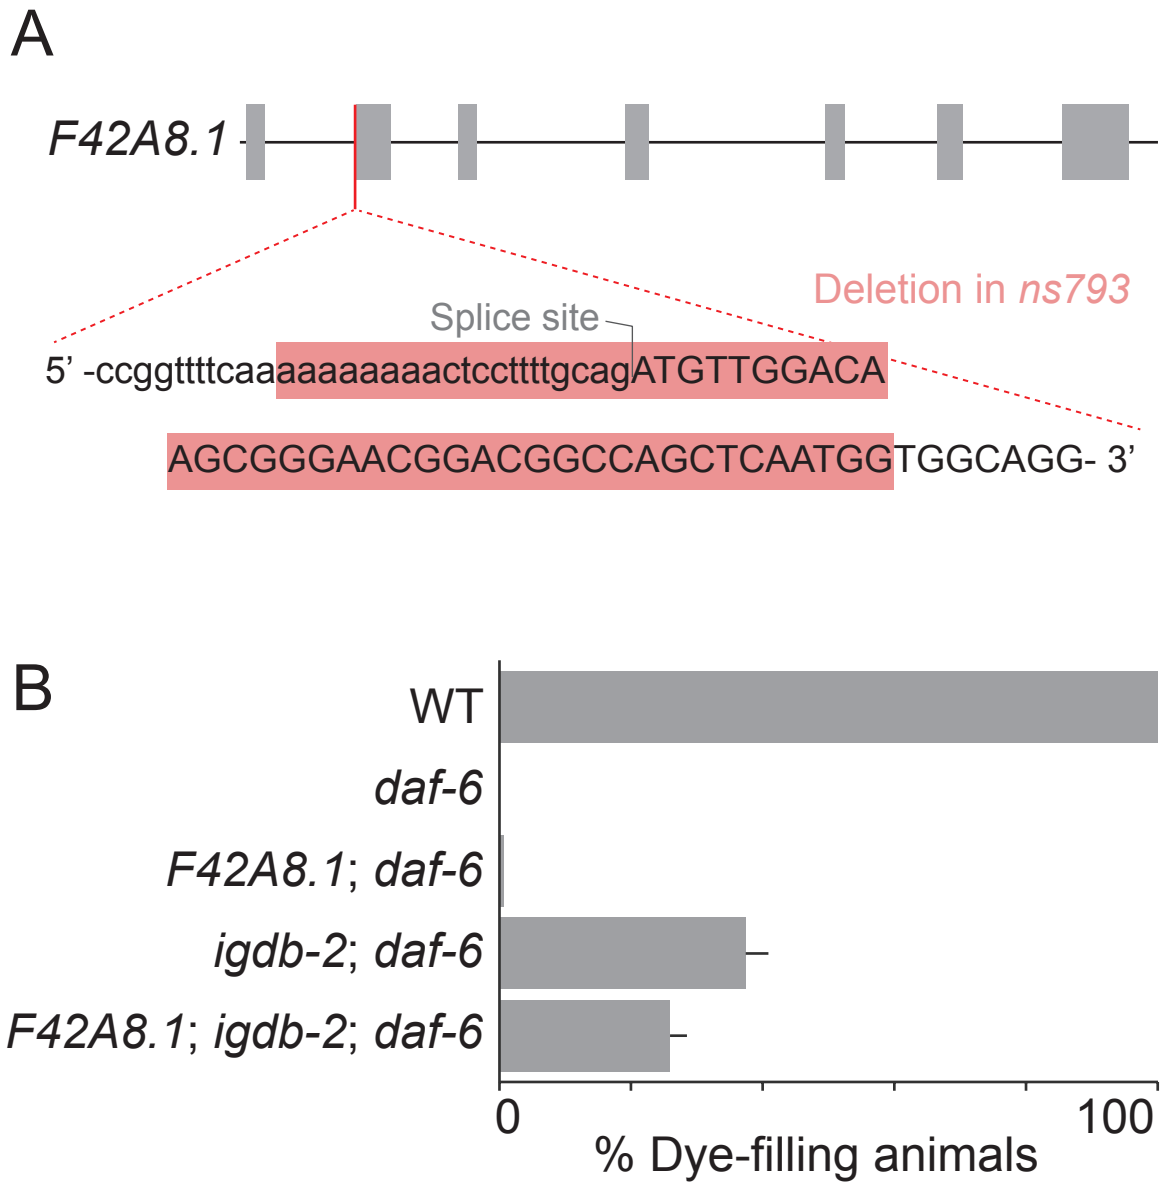 A
F42A8.1
Deletion in ns793
Splice site
5’ -ccggttttcaaaaaaaaaaactccttttgcagATGTTGGACA
AGCGGGAACGGACGGCCAGCTCAATGGTGGCAGG- 3’
B
WT
daf-6
F42A8.1; daf-6
igdb-2; daf-6
F42A8.1; igdb-2; daf-6
0 100
% Dye-filling animals